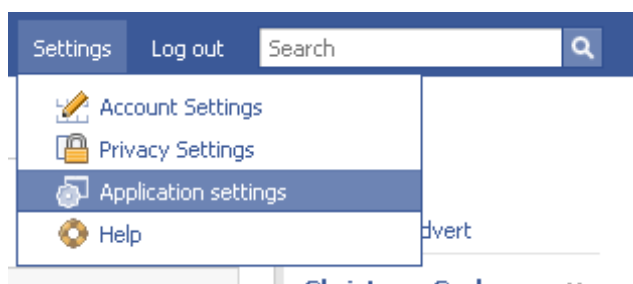 Settings Log out Search
Account Settings
Privacy Settings
Application settings
Help
dvert